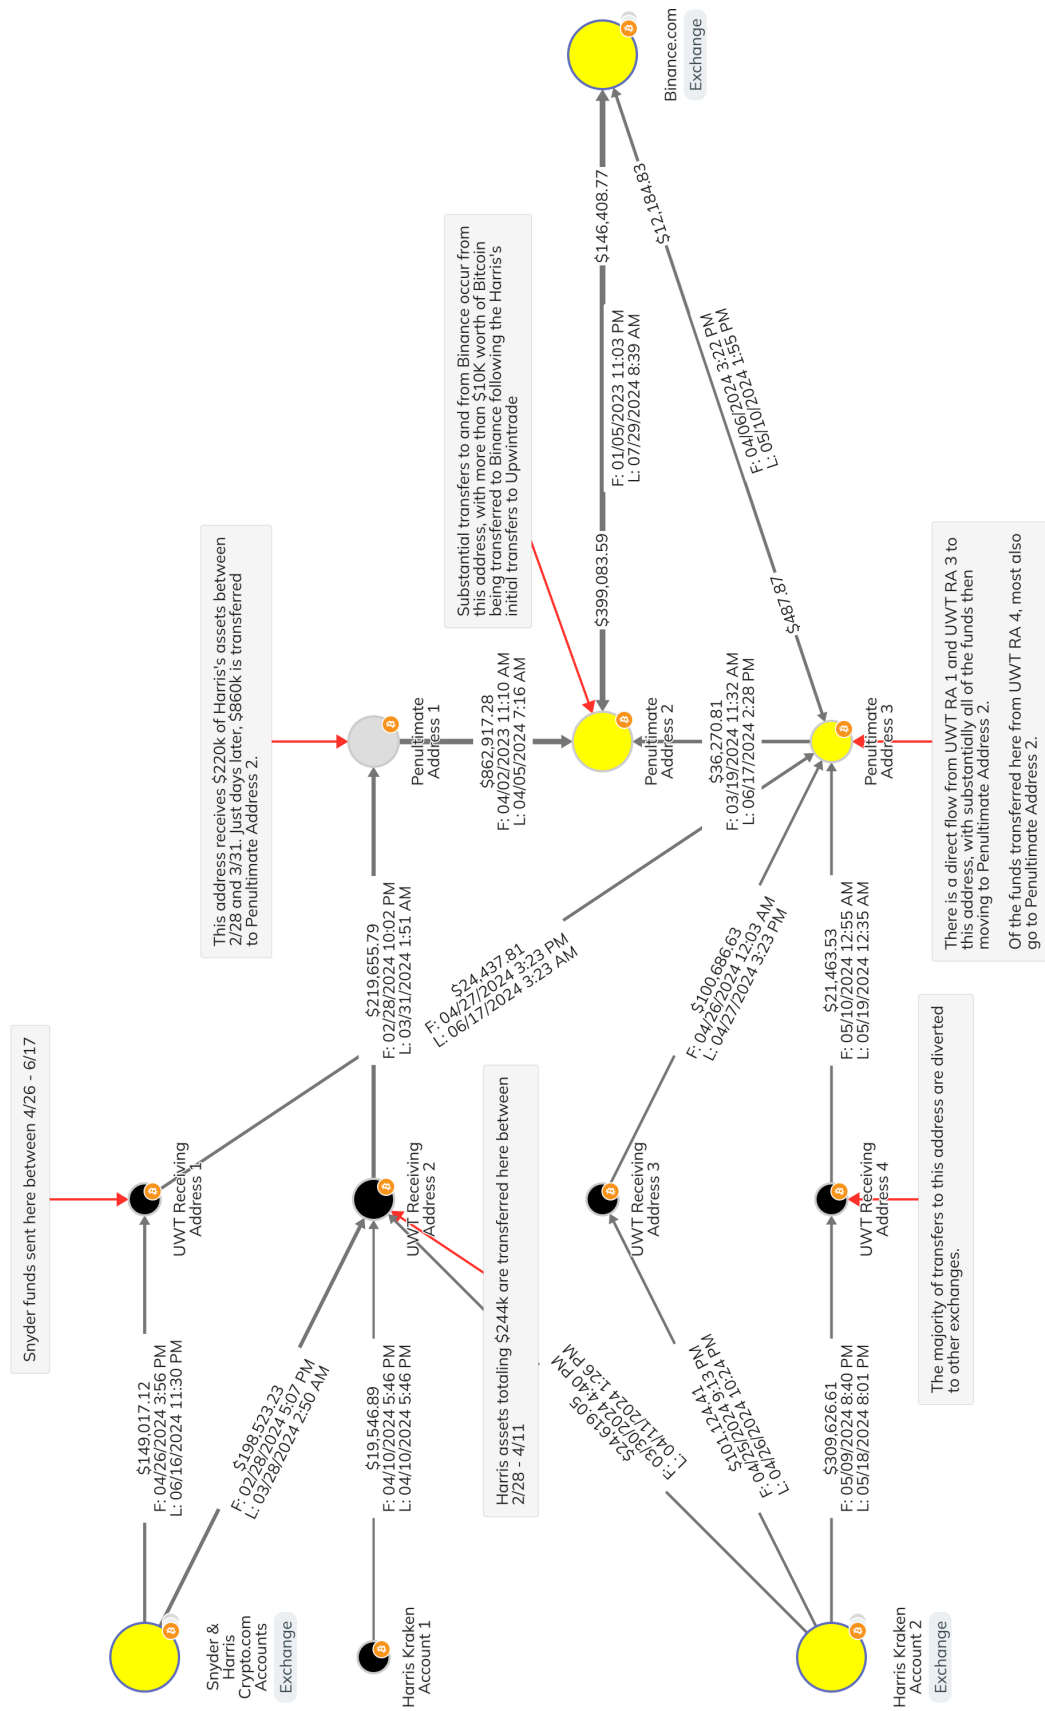 Snyder funds sent here between 4/26 - 6/17
This address receives $220k of Harris's assets between
2/28 and 3/31. Just days later, $860k is transferred
to Penultimate Address 2.
Substantial transfers to and from Binance occur from
this address, with more than $10K worth of Bitcoin
being transferred to Binance following the Harris's
initial transfers to Upwintrade
Snyder &
Harris
Crypto.com
Accounts
Exchange
$149,017.12
F: 04/26/2024 3:56 PM
L: 06/16/2024 11:30 PM
UWT Receiving
Address 1
$198,523.23
F: 02/28/2024 5:07 PM
L: 03/28/2024 2:50 AM
$24,437.81
F: 04/27/2024 3:23 PM
L: 06/17/2024 3:23 AM
Harris Kraken
Account 1
$19,546.89
F: 04/10/2024 5:46 PM
L: 04/10/2024 5:46 PM
UWT Receiving
Address 2
$219,655.79
F: 02/28/2024 10:02 PM
L: 03/31/2024 1:51 AM
Penultimate
Address 1
$862,917.28
F: 04/02/2023 11:10 AM
L: 04/05/2024 7:16 AM
Harris assets totaling $244k are transferred here between
2/28 - 4/11
$24,619.05
F: 03/30/2024 4:40 PM
L: 04/11/2024 1:26 PM
$101,124.41
F: 04/25/2024 9:13 PM
L: 04/26/2024 10:24 PM
UWT Receiving
Address 3
$100,686.63
F: 04/26/2024 12:03 AM
L: 04/27/2024 3:23 PM
Penultimate
Address 2
$399,083.59
$146,408.77
F: 01/05/2023 11:03 PM
L: 07/29/2024 8:39 AM
Binance.com
Exchange
$36,270.81
F: 03/19/2024 11:32 AM
L: 06/17/2024 2:28 PM
$487.87
$12,184.83
F: 04/06/2024 3:22 PM
L: 05/10/2024 1:55 PM
Harris Kraken
Account 2
Exchange
$309,626.61
F: 05/09/2024 8:40 PM
L: 05/18/2024 8:01 PM
UWT Receiving
Address 4
$21,463.53
F: 05/10/2024 12:55 AM
L: 05/19/2024 12:35 AM
Penultimate
Address 3
The majority of transfers to this address are diverted
to other exchanges.
There is a direct flow from UWT RA 1 and UWT RA 3 to
this address, with substantially all of the funds then
moving to Penultimate Address 2.
Of the funds transferred here from UWT RA 4, most also
go to Penultimate Address 2.